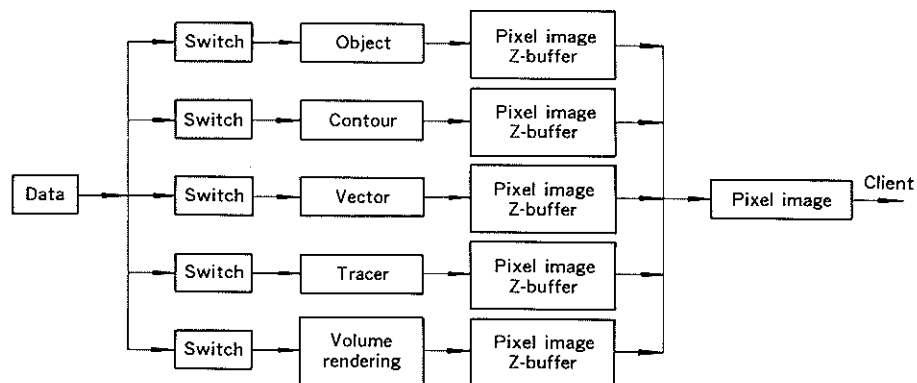 Switch
Object
Pixel image
Z-buffer
Switch
Contour
Pixel image
Z-buffer
Data
Switch
Vector
Pixel image
Z-buffer
Pixel image
Client
Switch
Tracer
Pixel image
Z-buffer
Switch
Volume
rendering
Pixel image
Z-buffer